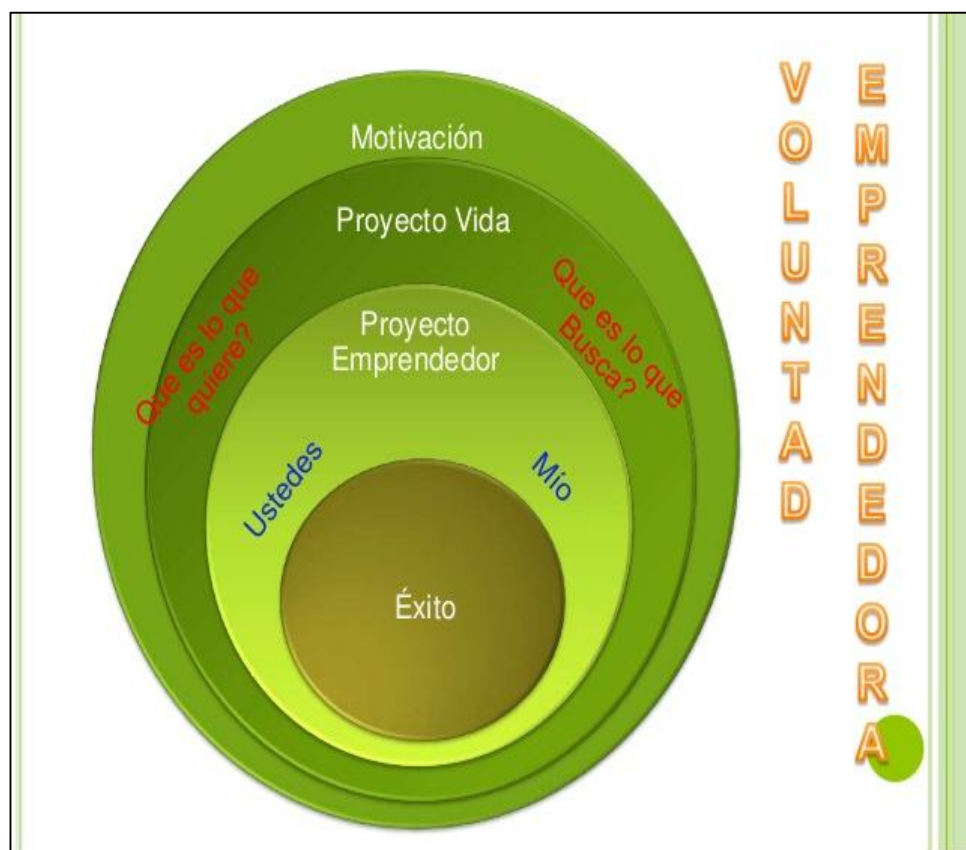 Motivación
Proyecto Vida
Que es lo que
quiere?
Que es lo que
Busca?
Proyecto
Emprendedor
Ustedes
Mío
Éxito
VOLUNTAD
EMPRENDEDORA